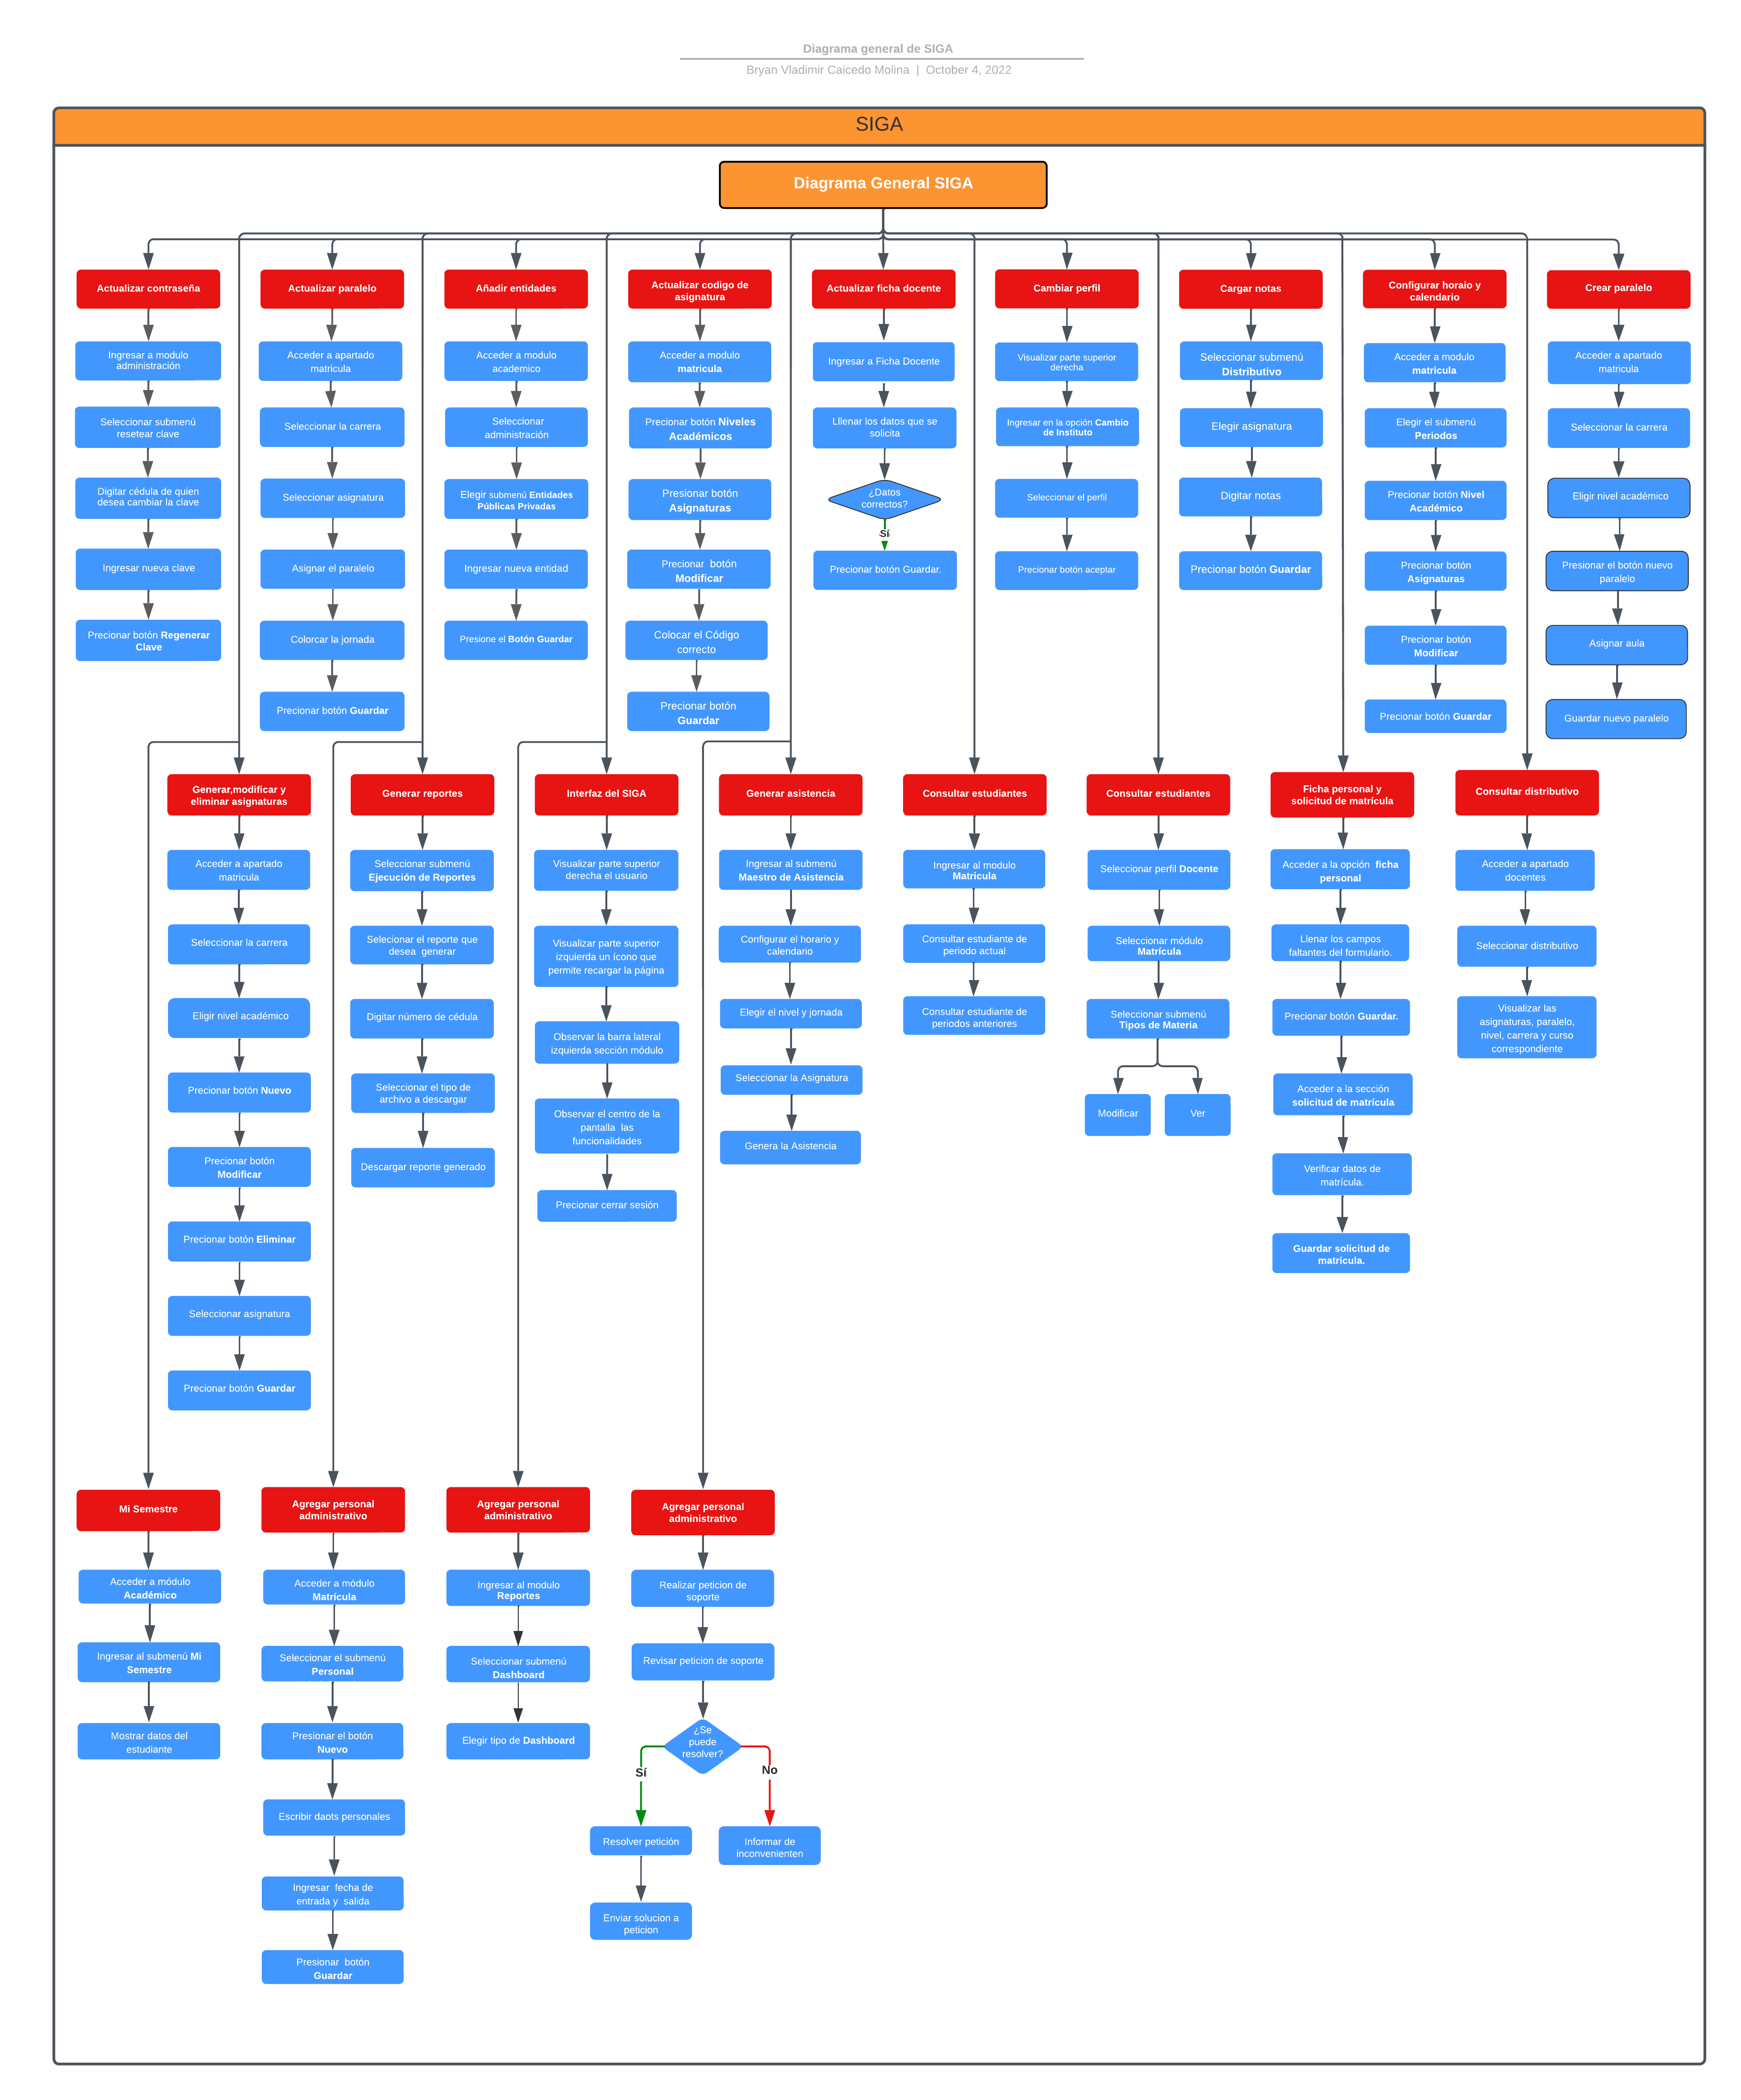 Diagrama general de SIGA
Bryan Vladimir Caicedo Molina | October 4, 2022
SIGA
Diagrama General SIGA
Actualizar contraseña
Ingresar a modulo
administración
Seleccionar submenú
resetear clave
Digitar cédula de quien
desea cambiar la clave
Ingresar nueva clave
Precionar botón Regenerar
Clave
Actualizar paralelo
Acceder a apartado
matricula
Seleccionar la carrera
Seleccionar asignatura
Asignar el paralelo
Colorcar la jornada
Precionar botón Guardar
Añadir entidades
Acceder a modulo
academico
Seleccionar
administración
Elegir submenú Entidades
Públicas Privadas
Ingresar nueva entidad
Presione el Botón Guardar
Actualizar codigo de
asignatura
Acceder a modulo
matricula
Precionar botón Niveles
Académicos
Presionar botón
Asignaturas
Precionar botón
Modificar
Colocar el Código
correcto
Precionar botón
Guardar
Actualizar ficha docente
Ingresar a Ficha Docente
Lllenar los datos que se
solicita
¿Datos
correctos?
Sí
Precionar botón Guardar.
Cambiar perfil
Visualizar parte superior
derecha
Ingresar en la opción Cambio
de Instituto
Seleccionar el perfil
Precionar botón aceptar
Cargar notas
Seleccionar submenú
Distributivo
Elegir asignatura
Digitar notas
Precionar botón Guardar
Configurar horaio y
calendario
Acceder a modulo
matricula
Elegir el submenú
Periodos
Precionar botón Nivel
Académico
Precionar botón
Asignaturas
Precionar botón
Modificar
Precionar botón Guardar
Crear paralelo
Acceder a apartado
matricula
Seleccionar la carrera
Eligir nivel académico
Presionar el botón nuevo
paralelo
Asignar aula
Guardar nuevo paralelo
Generar,modificar y
eliminar asignaturas
Acceder a apartado
matricula
Seleccionar la carrera
Eligir nivel académico
Precionar botón Nuevo
Precionar botón
Modificar
Precionar botón Eliminar
Seleccionar asignatura
Precionar botón Guardar
Generar reportes
Seleccionar submenú
Ejecución de Reportes
Selecionar el reporte que
desea generar
Digitar número de cédula
Seleccionar el tipo de
archivo a descargar
Descargar reporte generado
Interfaz del SIGA
Visualizar parte superior
derecha el usuario
Visualizar parte superior
izquierda un ícono que
permite recargar la página
Observar la barra lateral
izquierda sección módulo
Observar el centro de la
pantalla las
funcionalidades
Precionar cerrar sesión
Generar asistencia
Ingresar al submenú
Maestro de Asistencia
Configurar el horario y
calendario
Elegir el nivel y jornada
Seleccionar la Asignatura
Genera la Asistencia
Consultar estudiantes
Ingresar al modulo
Matricula
Consultar estudiante de
periodo actual
Consultar estudiante de
periodos anteriores
Consultar estudiantes
Seleccionar perfil Docente
Seleccionar módulo
Matrícula
Seleccionar submenú
Tipos de Materia
Modificar
Ver
Ficha personal y
solicitud de matrícula
Acceder a la opción ficha
personal
Llenar los campos
faltantes del formulario.
Precionar botón Guardar.
Acceder a la sección
solicitud de matrícula
Verificar datos de
matrícula.
Guardar solicitud de
matrícula.
Consultar distributivo
Acceder a apartado
docentes
Seleccionar distributivo
Visualizar las
asignaturas, paralelo,
nivel, carrera y curso
correspondiente
Mi Semestre
Acceder a módulo
Académico
Ingresar al submenú Mi
Semestre
Mostrar datos del
estudiante
Agregar personal
administrativo
Acceder a módulo
Matrícula
Seleccionar el submenú
Personal
Presionar el botón
Nuevo
Escribir daots personales
Ingresar fecha de
entrada y salida
Presionar botón
Guardar
Agregar personal
administrativo
Ingresar al modulo
Reportes
Seleccionar submenú
Dashboard
Elegir tipo de Dashboard
Agregar personal
administrativo
Realizar peticion de
soporte
Revisar peticion de soporte
¿Se
puede
resolver?
Sí
No
Resolver petición
Enviar solucion a
peticion
Informar de
inconvenienten